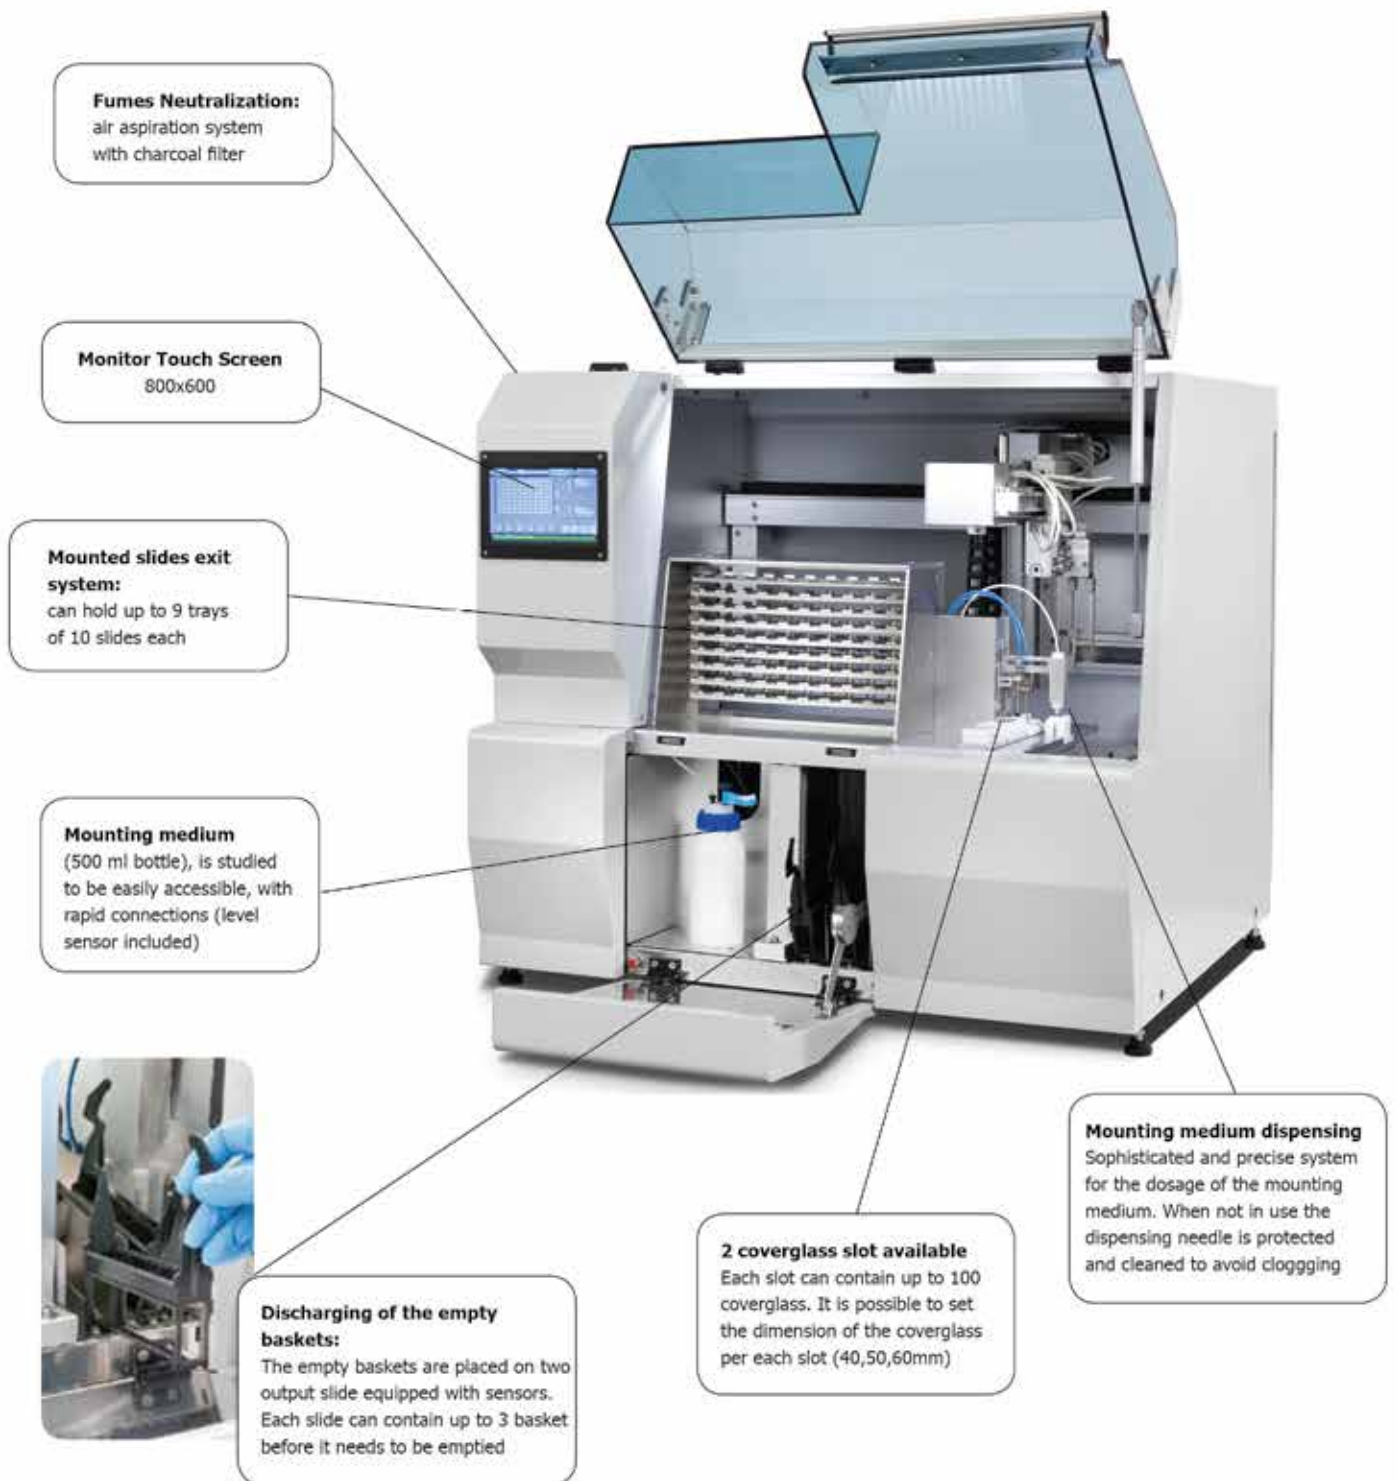 Fumes Neutralization:
air aspiration system
with charcoal filter
Monitor Touch Screen
800x600
Mounted slides exit
system:
can hold up to 9 trays
of 10 slides each
Mounting medium
(500 ml bottle), is studied
to be easily accessible, with
rapid connections (level
sensor included)
Discharging of the empty
baskets:
The empty baskets are placed on two
output slide equipped with sensors.
Each slide can contain up to 3 basket
before it needs to be emptied
2 coverglass slot available
Each slot can contain up to 100
coverglass. It is possible to set
the dimension of the coverglass
per each slot (40,50,60mm)
Mounting medium dispensing
Sophisticated and precise system
for the dosage of the mounting
medium. When not in use the
dispensing needle is protected
and cleaned to avoid cloggging